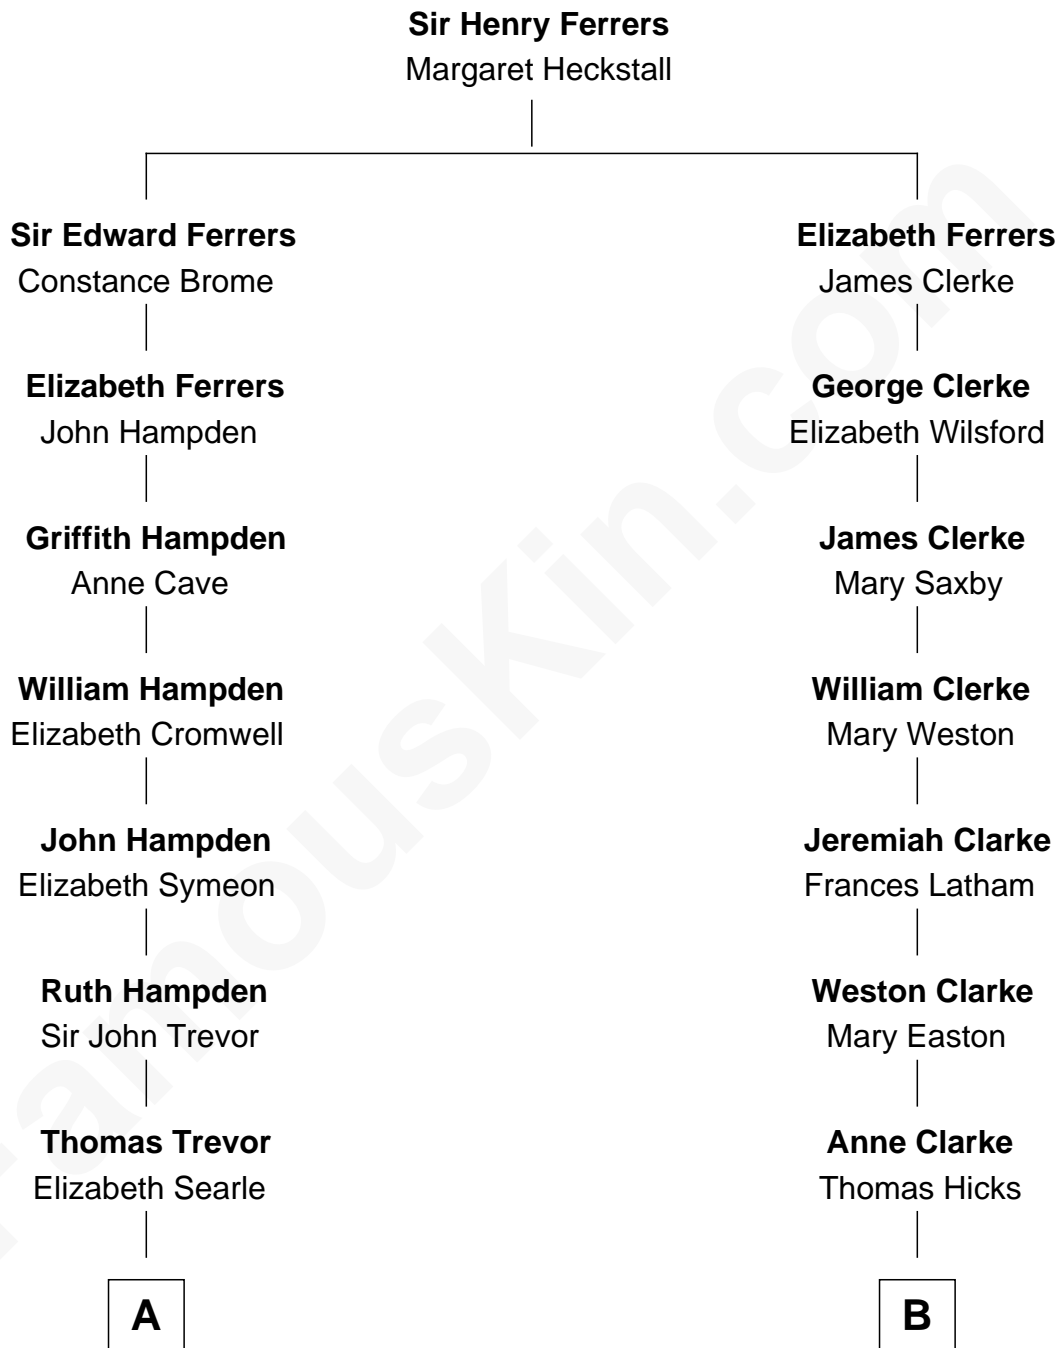 Sir Henry Ferrers
Margaret Heckstall
Sir Edward Ferrers
Constance Brome
Elizabeth Ferrers
James Clerke
Elizabeth Ferrers
John Hampden
George Clerke
Elizabeth Wilsford
Griffith Hampden
Anne Cave
James Clerke
Mary Saxby
William Hampden
Elizabeth Cromwell
William Clerke
Mary Weston
John Hampden
Elizabeth Symeon
Jeremiah Clarke
Frances Latham
Ruth Hampden
Sir John Trevor
Weston Clarke
Mary Easton
Thomas Trevor
Elizabeth Searle
Anne Clarke
Thomas Hicks
A
B
FamousKin.com